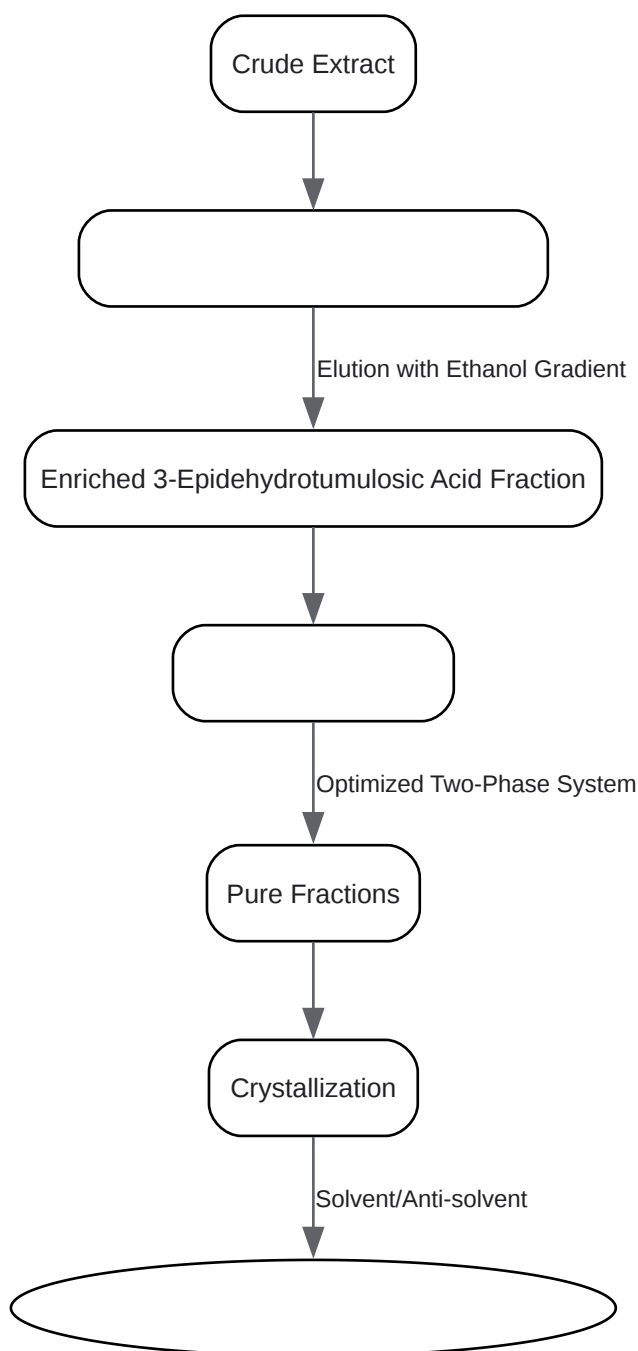 Crude Extract
Elution with Ethanol Gradient
Enriched 3-Epidehydrotumulosic Acid Fraction
Optimized Two-Phase System
Pure Fractions
Crystallization
Solvent/Anti-solvent